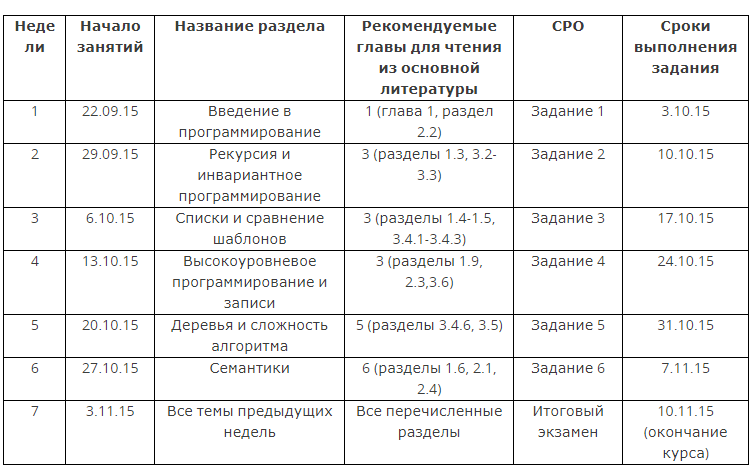 Неде Начало Название раздела Рекомендуемые СРО Сроки
ли занятий главы для чтения выполнения
из основной задания
литературы
1 22.09.15 Введение в 1 (глава 1, раздел Задание 1 3.10.15
программирование 2.2)
2 29.09.15 Рекурсия и 3 (разделы 1.3, 3.2- Задание 2 10.10.15
инвариантное 3.3)
программирование
3 6.10.15 Списки и сравнение 3 (разделы 1.4-1.5, Задание 3 17.10.15
шаблонов 3.4.1-3.4.3)
4 13.10.15 Высокоуровневое 3 (разделы 1.9, Задание 4 24.10.15
программирование и 2.3,3.6)
записи
5 20.10.15 Деревья и сложность 5 (разделы 3.4.6, 3.5) Задание 5 31.10.15
алгоритма
6 27.10.15 Семантики 6 (разделы 1.6, 2.1, Задание 6 7.11.15
2.4)
7 3.11.15 Все темы предыдущих Все перечисленные Итоговый 10.11.15
недель разделы экзамен (окончание
курса)